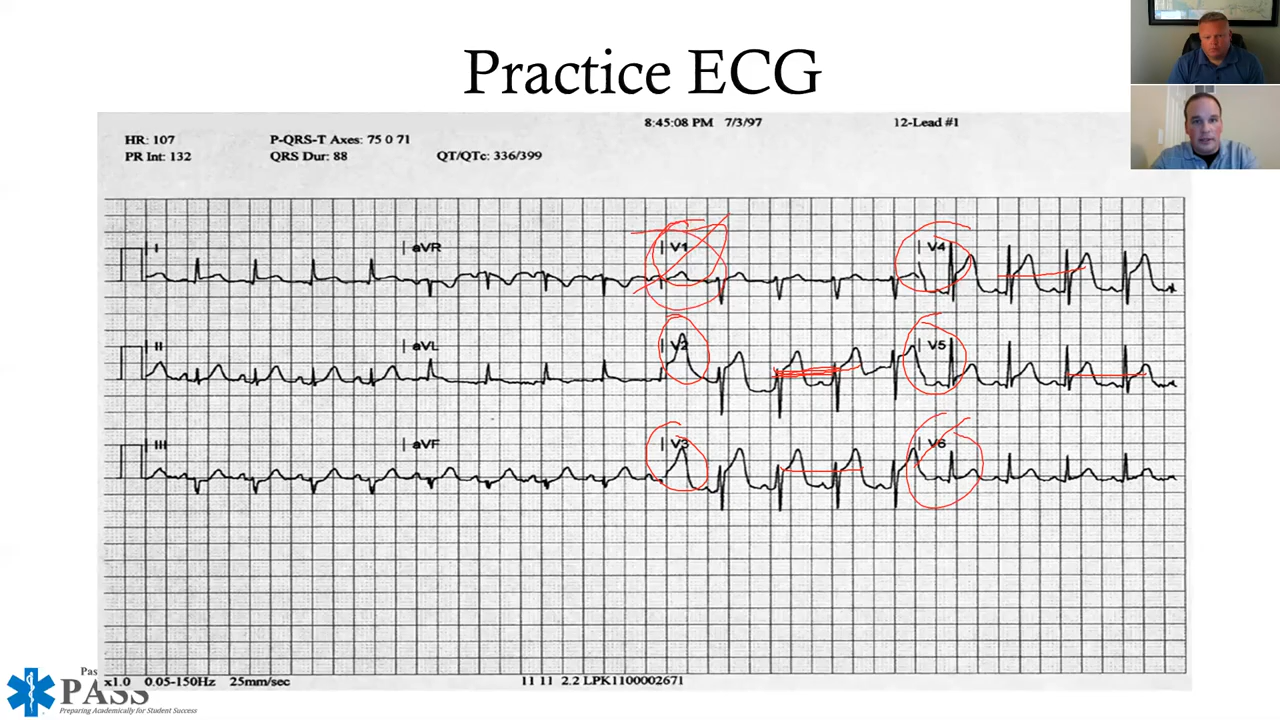 Practice ECG
8:45:08 PM 7/3/97 12-Lead #1
HR: 107 P-QRS-T Axes: 75 0 71
PR Int: 132 QRS Dur: 88 QT/QTc: 336/399
I aVR V1 V4
II aVL V2 V5
III aVF V3 V6
x1.0 0.05-150Hz 25mm/sec 11 11 2.2 LPK1100002671
Pas
PASS
Preparing Academically for Student Success